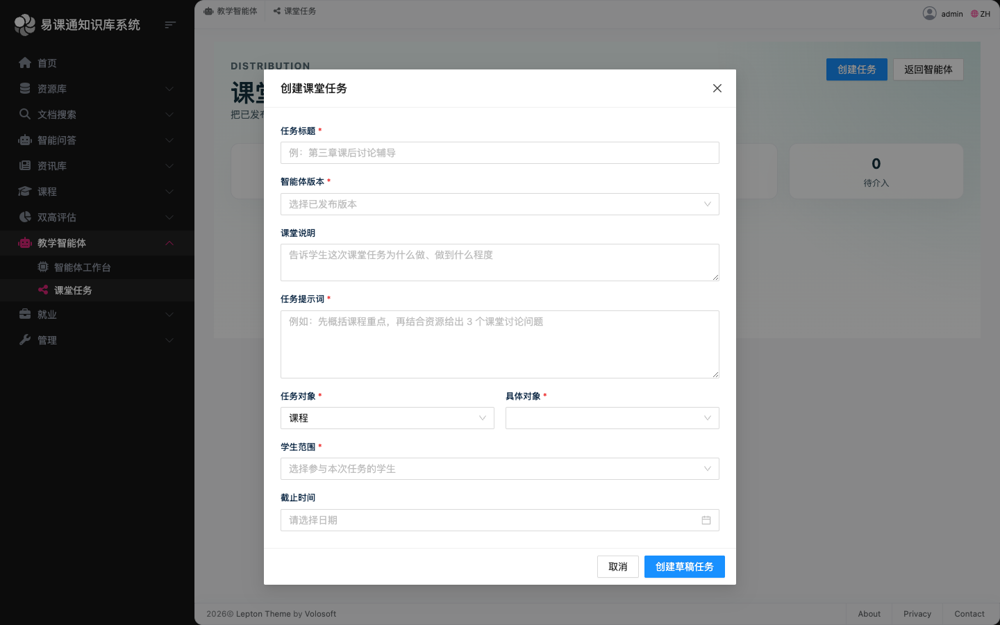 易课通知识库系统
首页
资源库
文档搜索
智能问答
资讯库
课程
双高评估
教学智能体
智能体工作台
课堂任务
就业
管理
教学智能体
课堂任务
admin
ZH
DISTRIBUTION
创建任务
返回智能体
把已发
0
待介入
创建课堂任务
任务标题 *
例：第三章课后讨论辅导
智能体版本 *
选择已发布版本
课堂说明
告诉学生这次课堂任务为什么做、做到什么程度
任务提示词 *
例如：先概括课程重点，再结合资源给出 3 个课堂讨论问题
任务对象 *
具体对象 *
课程
学生范围 *
选择参与本次任务的学生
截止时间
请选择日期
取消
创建草稿任务
2026© Lepton Theme by Volosoft
About
Privacy
Contact